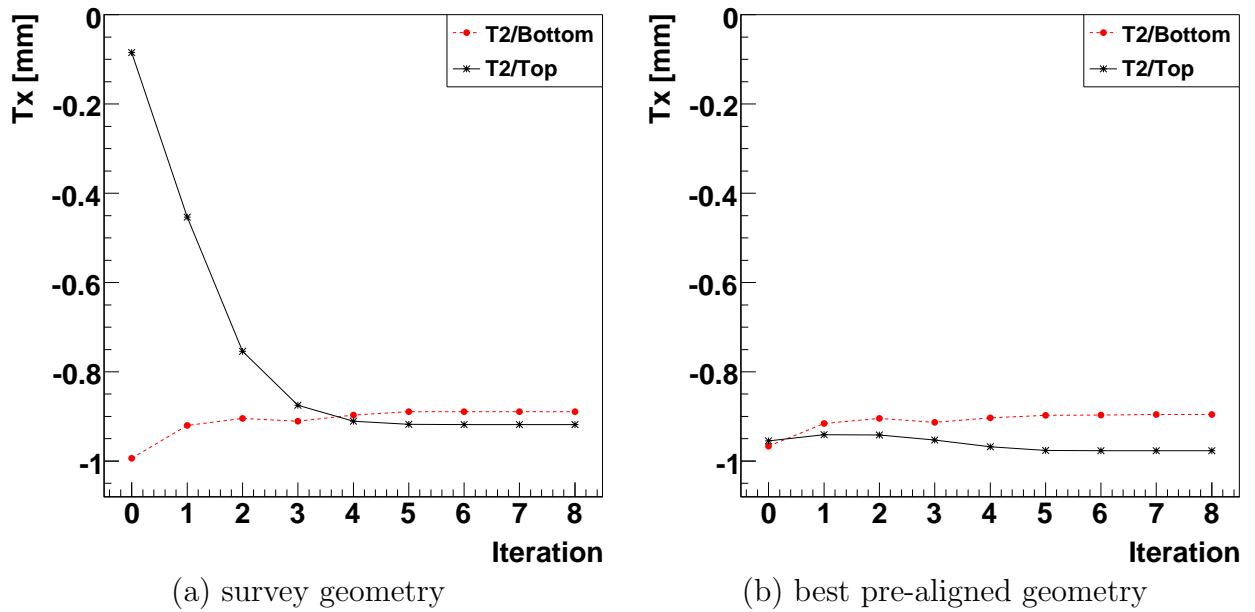 Tx [mm]
0
-0.2
-0.4
-0.6
-0.8
-1
T2/Bottom
T2/Top
0 1 2 3 4 5 6 7 8
Iteration
(a) survey geometry
Tx [mm]
0
-0.2
-0.4
-0.6
-0.8
-1
T2/Bottom
T2/Top
0 1 2 3 4 5 6 7 8
Iteration
(b) best pre-aligned geometry